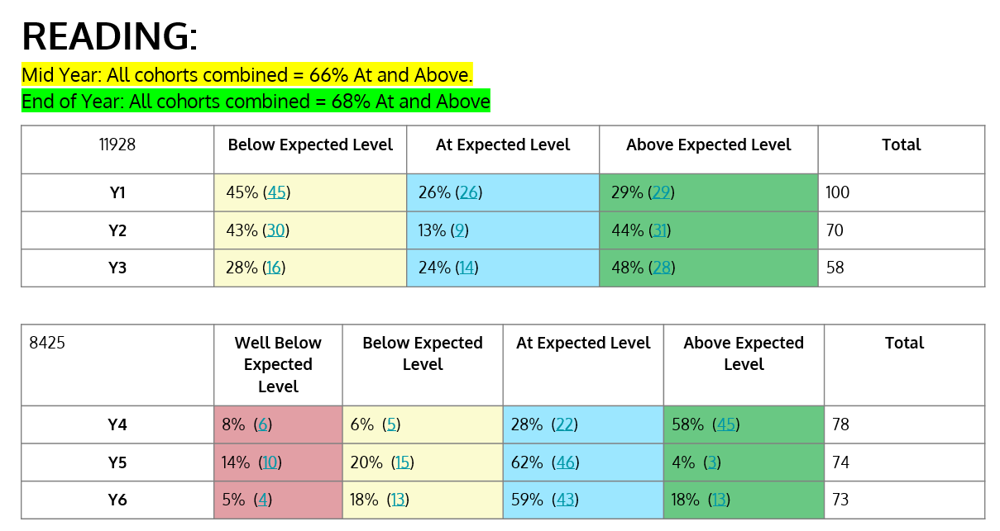 READING:
Mid Year: All cohorts combined = 66% At and Above.
End of Year: All cohorts combined = 68% At and Above
11928 Below Expected Level At Expected Level Above Expected Level Total
Y1 45% (45) 26% (26) 29% (29) 100
Y2 43% (30) 13% (9) 44% (31) 70
Y3 28% (16) 24% (14) 48% (28) 58
8425 Well Below Expected Level Below Expected Level At Expected Level Above Expected Level Total
Y4 8% (6) 6% (5) 28% (22) 58% (45) 78
Y5 14% (10) 20% (15) 62% (46) 4% (3) 74
Y6 5% (4) 18% (13) 59% (43) 18% (13) 73